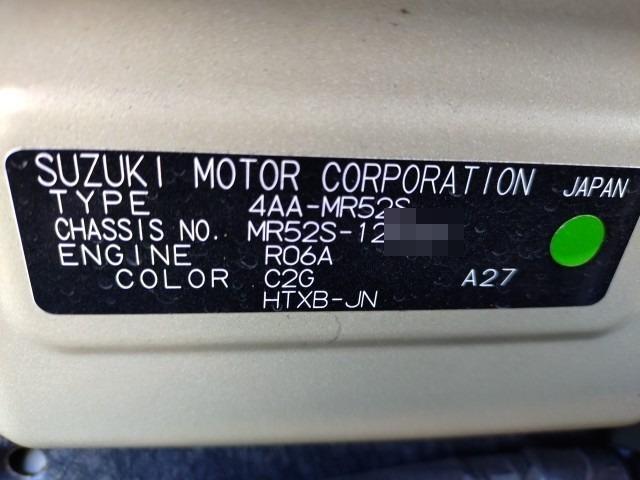 SUZUKI MOTOR CORPORATION JAPAN
TYPE 4AA-MR52S
CHASSIS NO. MR52S-12
ENGINE R06A
COLOR C2G A27
HTXB-JN